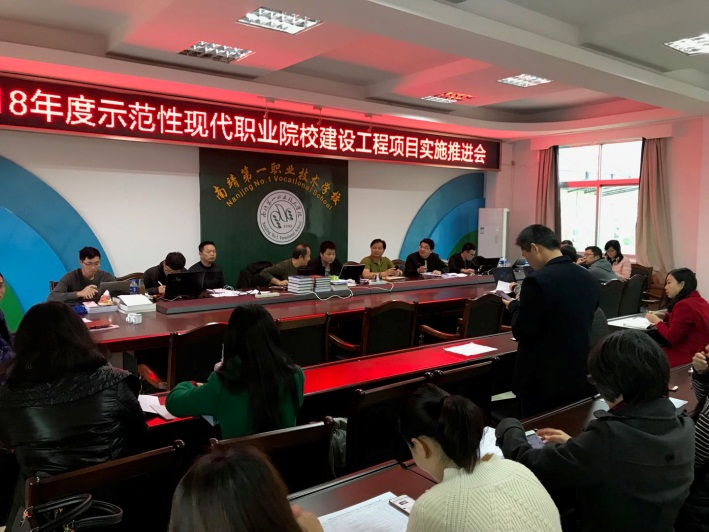 18年度示范性现代职业院校建设工程项目实施推进会
南靖第一职业技术学校
Nanjing No.1 Vocational School